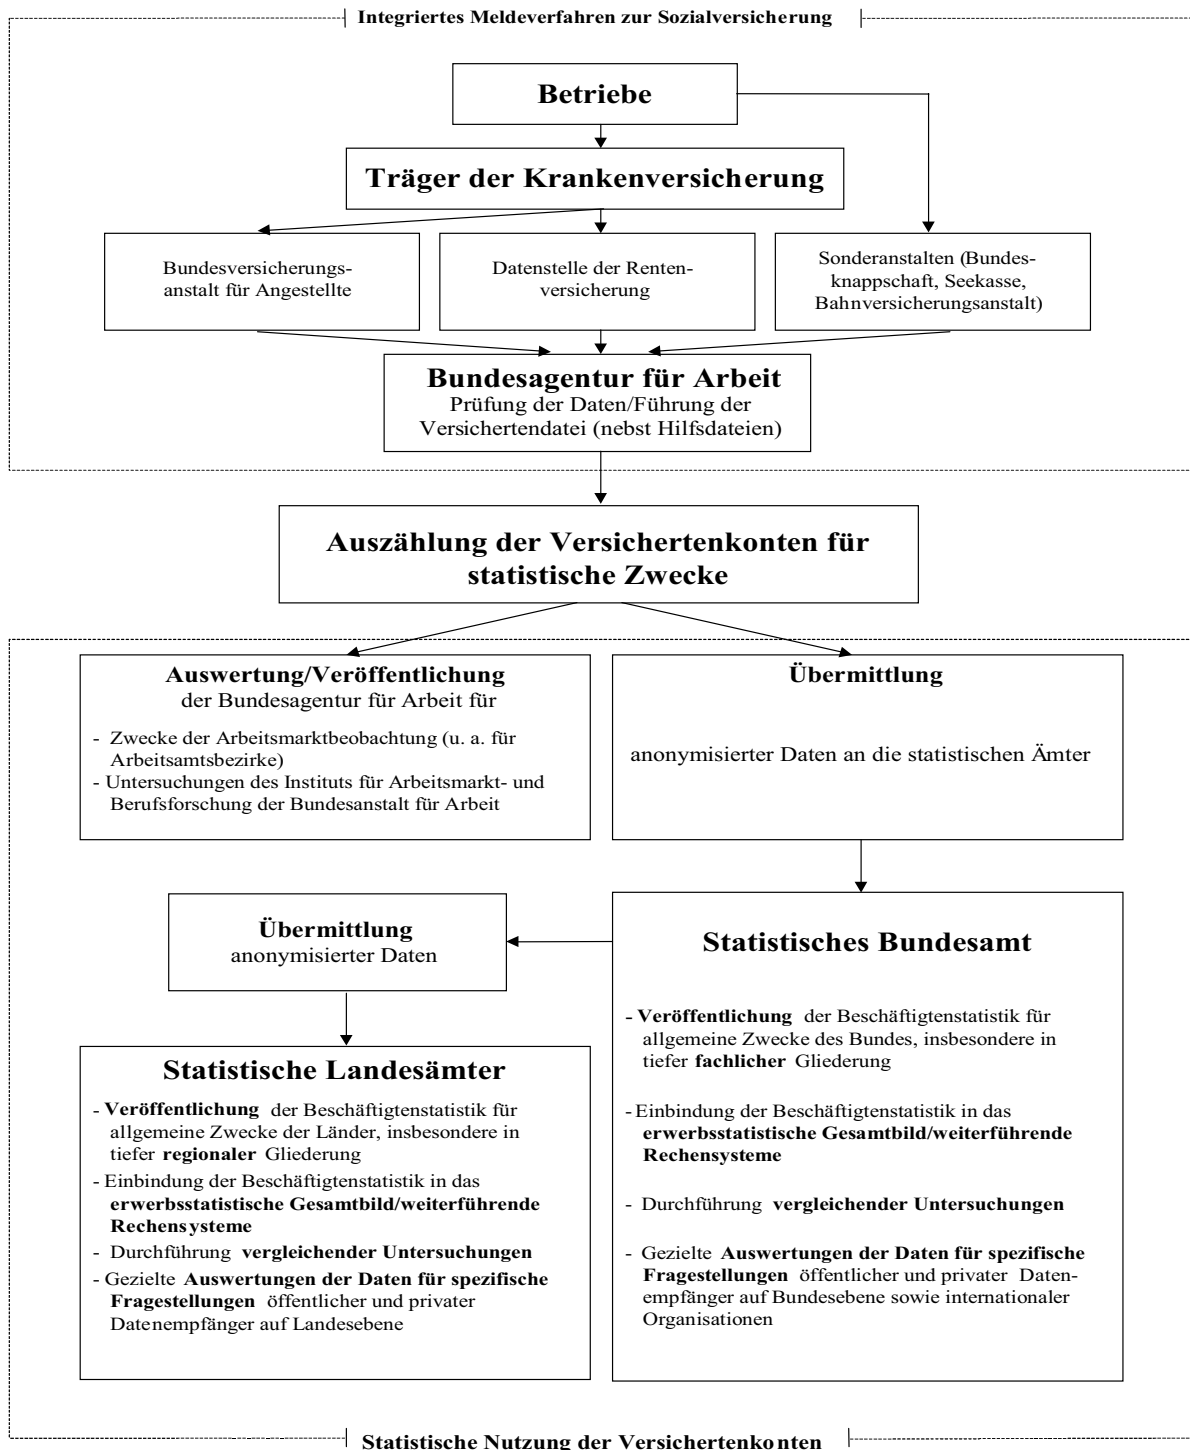 Integriertes Meldeverfahren zur Sozialversicherung
Betriebe
Träger der Krankenversicherung
Bundesversicherungs-
anstalt für Angestellte
Datenstelle der Renten-
versicherung
Sonderanstalten (Bundes-
knappschaft, Seekasse,
Bahnversicherungsanstalt)
Bundesagentur für Arbeit
Prüfung der Daten/Führung der
Versichertendatei (nebst Hilfsdateien)
Auszählung der Versichertenkonten für
statistische Zwecke
Auswertung/Veröffentlichung
der Bundesagentur für Arbeit für
- Zwecke der Arbeitsmarktbeobachtung (u. a. für
Arbeitsamtsbezirke)
- Untersuchungen des Instituts für Arbeitsmarkt- und
Berufsforschung der Bundesanstalt für Arbeit
Übermittlung
anonymisierter Daten an die statistischen Ämter
Übermittlung
anonymisierter Daten
Statistisches Bundesamt
- Veröffentlichung der Beschäftigtenstatistik für
allgemeine Zwecke des Bundes, insbesondere in
tiefer fachlicher Gliederung
- Einbindung der Beschäftigtenstatistik in das
erwerbsstatistische Gesamtbild/weiterführende
Rechensysteme
- Durchführung vergleichender Untersuchungen
- Gezielte Auswertungen der Daten für spezifische
Fragestellungen öffentlicher und privater Daten-
empfänger auf Bundesebene sowie internationaler
Organisationen
Statistische Landesämter
- Veröffentlichung der Beschäftigtenstatistik für
allgemeine Zwecke der Länder, insbesondere in
tiefer regionaler Gliederung
- Einbindung der Beschäftigtenstatistik in das
erwerbsstatistische Gesamtbild/weiterführende
Rechensysteme
- Durchführung vergleichender Untersuchungen
- Gezielte Auswertungen der Daten für spezifische
Fragestellungen öffentlicher und privater
Datenempfänger auf Landesebene
Statistische Nutzung der Versichertenkonten